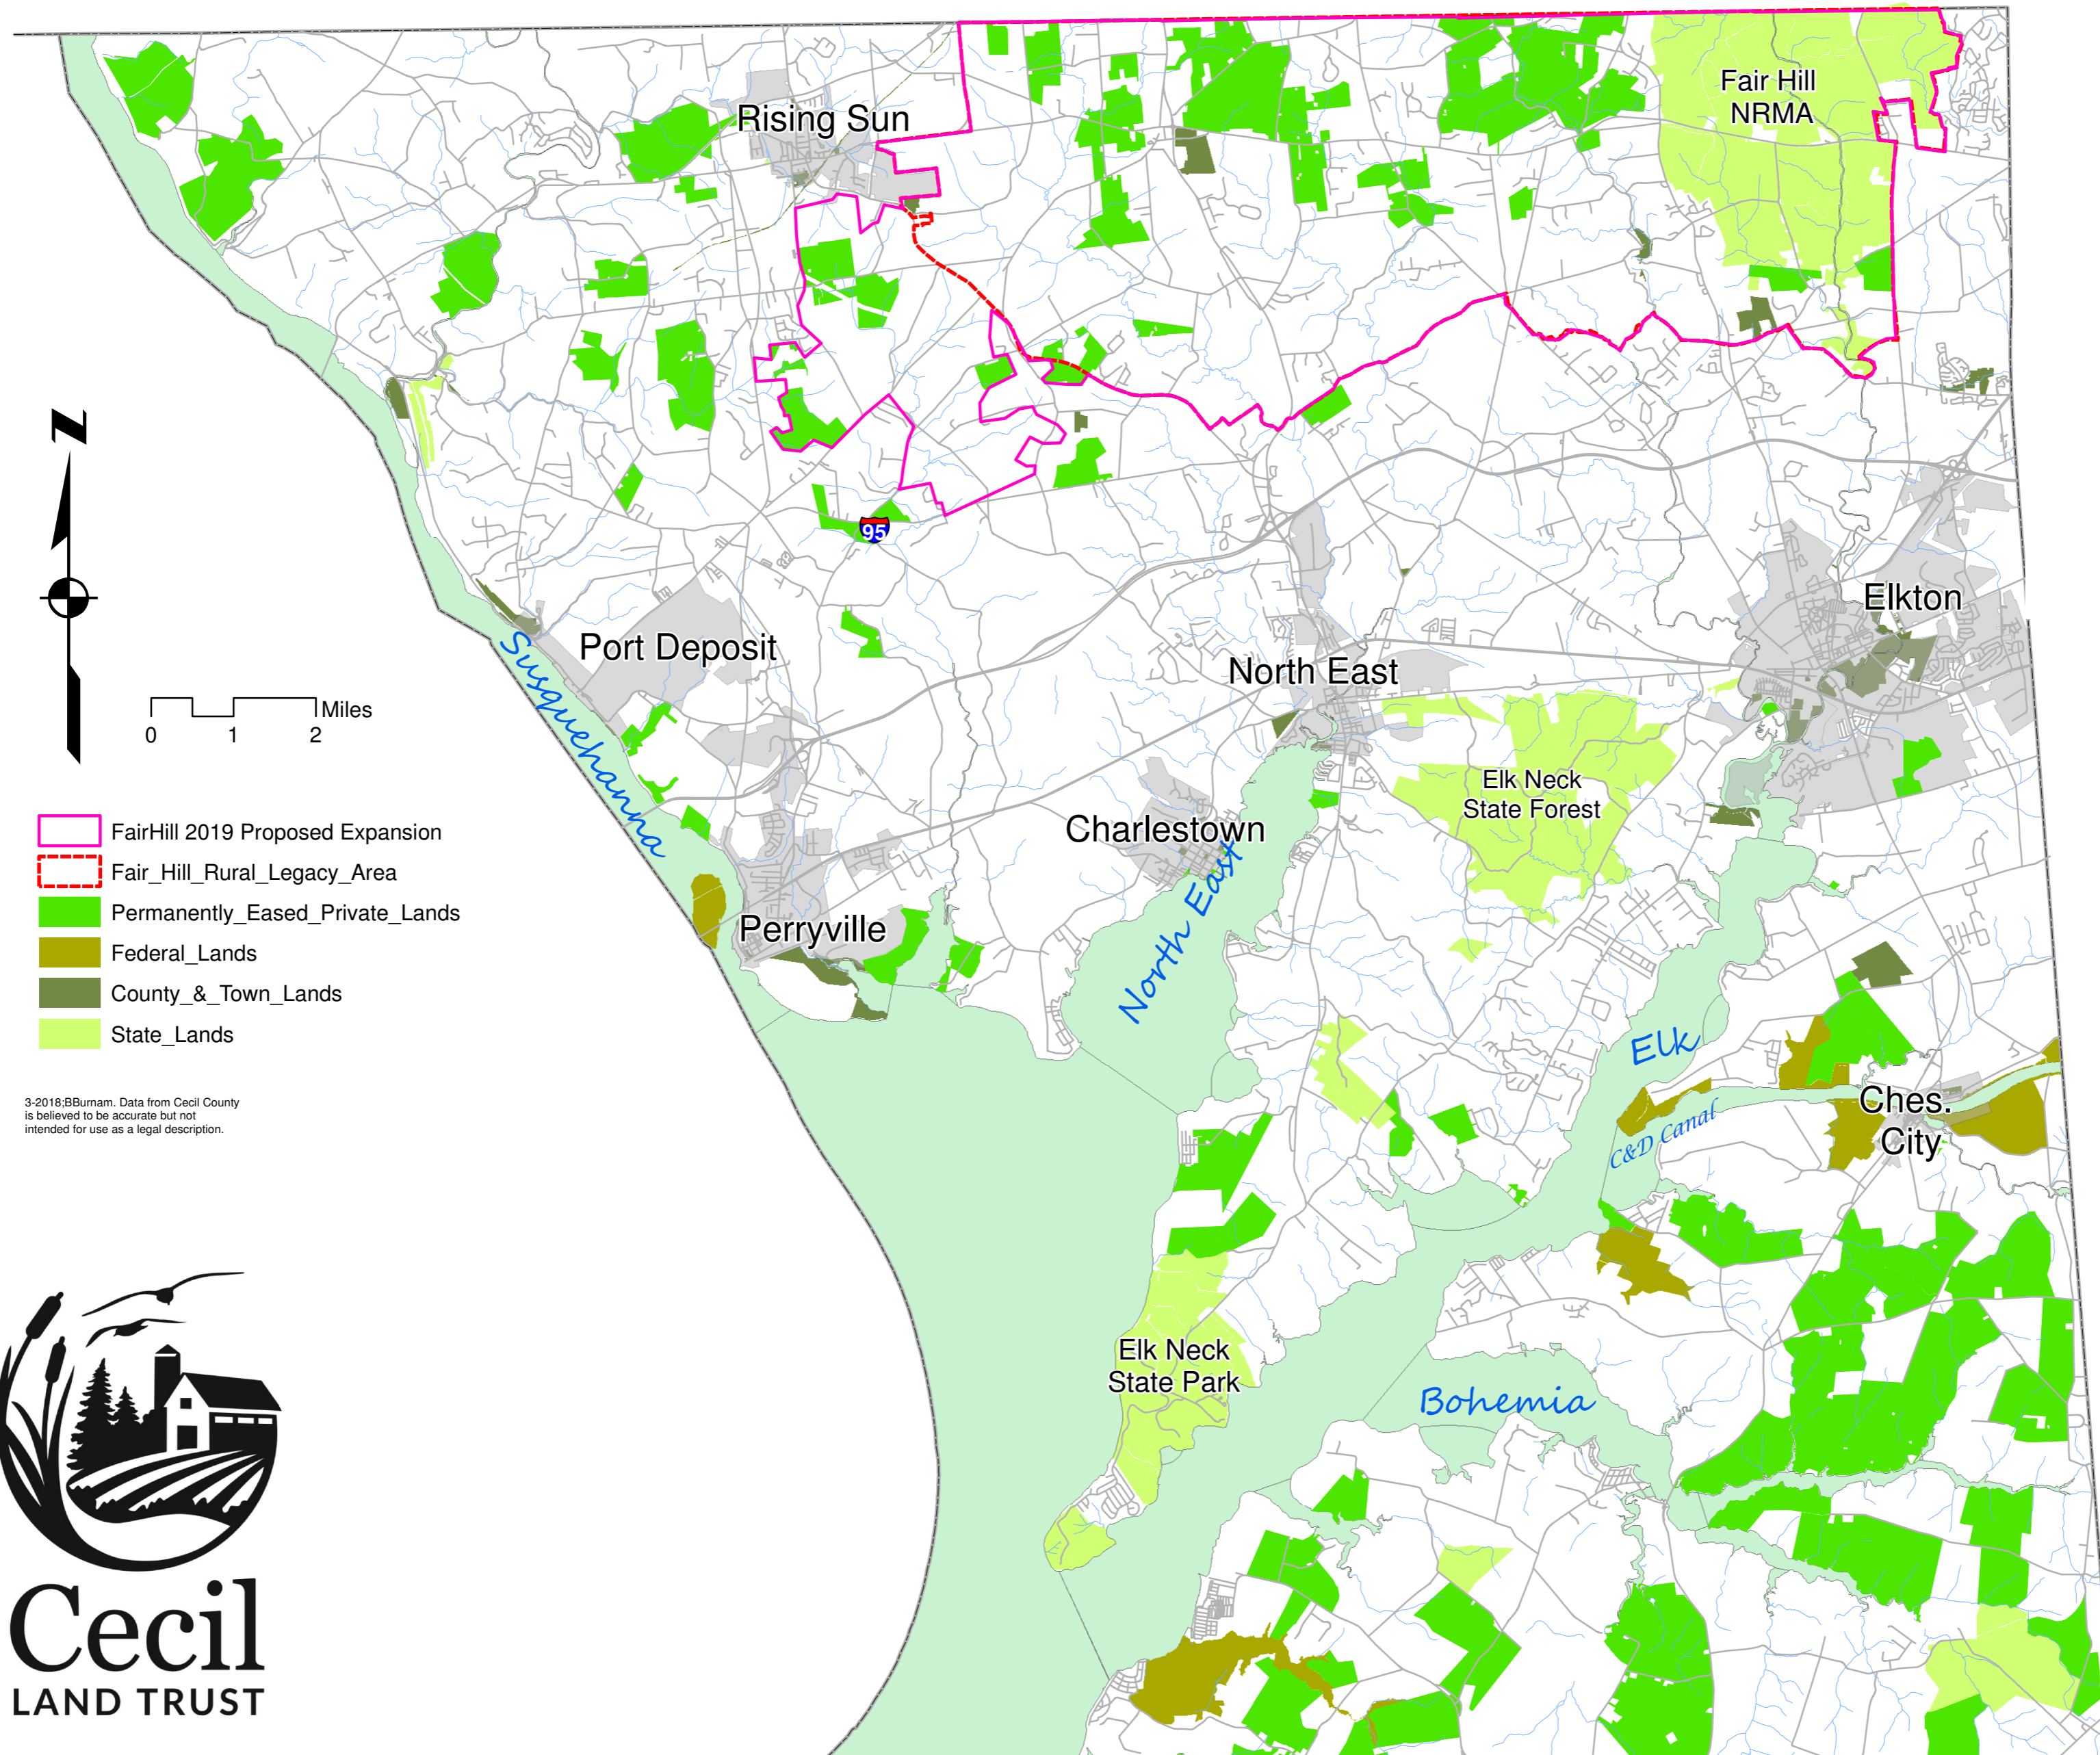 Fair Hill
NRMA
Rising Sun
95
Elkton
Port Deposit
North East
Susquehanna
N
Miles
0 1 2
Elk Neck
State Forest
Charlestown
North East
FairHill 2019 Proposed Expansion
Fair_Hill_Rural_Legacy_Area
Permanently_Eased_Private_Lands
Federal_Lands
County_&_Town_Lands
State_Lands
Perryville
Elk
Ches.
City
C&D Canal
3-2018;BBurnam. Data from Cecil County
is believed to be accurate but not
intended for use as a legal description.
Elk Neck
State Park
Bohemia
Cecil
LAND TRUST